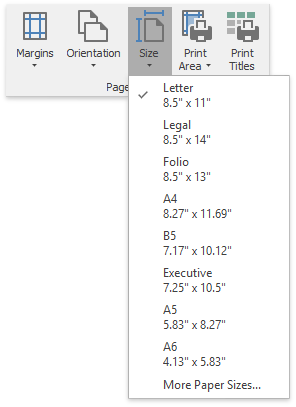 Margins
Orientation
Size
Print
Area
Print
Titles
Page
Letter
8.5" x 11"
Legal
8.5" x 14"
Folio
8.5" x 13"
A4
8.27" x 11.69"
B5
7.17" x 10.12"
Executive
7.25" x 10.5"
A5
5.83" x 8.27"
A6
4.13" x 5.83"
More Paper Sizes...